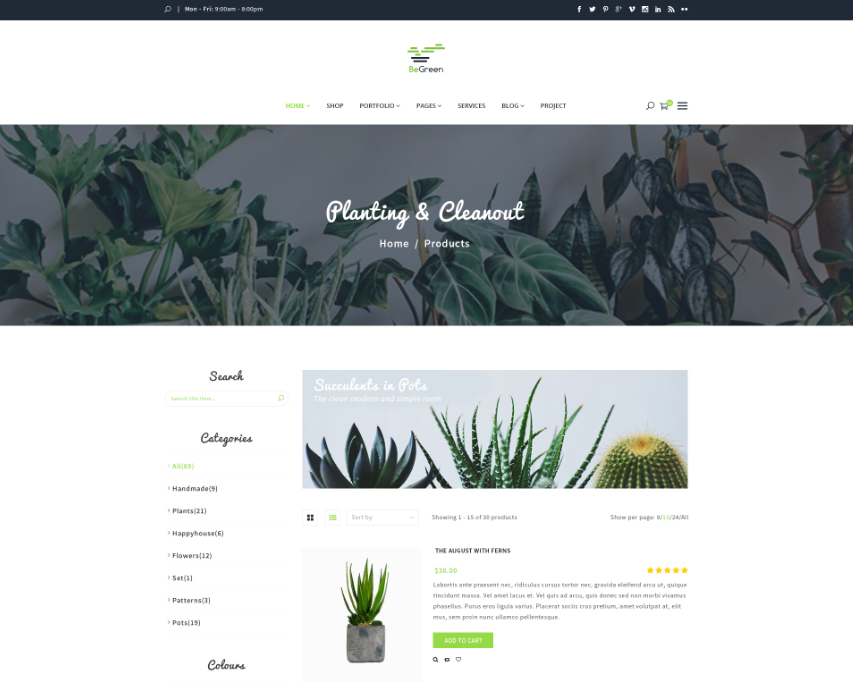 | Mon - Fri: 9:00am - 8:00pm
BeGreen
HOME SHOP PORTFOLIO PAGES SERVICES BLOG PROJECT
Planting & Cleanout
Home / Products
Search
Search this item...
Succulents in Pots
The clean modern and simple room
Categories
All(69)
Handmade(9)
Plants(21)
Happyhouse(6)
Flowers(12)
Set(1)
Patterns(3)
Pots(19)
Colours
Sort by
Showing 1 - 15 of 30 products
Show per page: 9/15/24/All
THE AUGUST WITH FERNS
$38.00
Lobortis ante praesent nec, ridiculus cursus tortor nec, gravida eleifend arcu ut, quique
tincidunt massa. Vel amet lacus et. Vel quis ad arcu, quis donec sed non morbi vivamus
phasellus. Purus eros ligula varius. Placerat sociis cras pretium, amet volutpat at, elit
mus, sem proin nunc ullamco pellentesque.
ADD TO CART